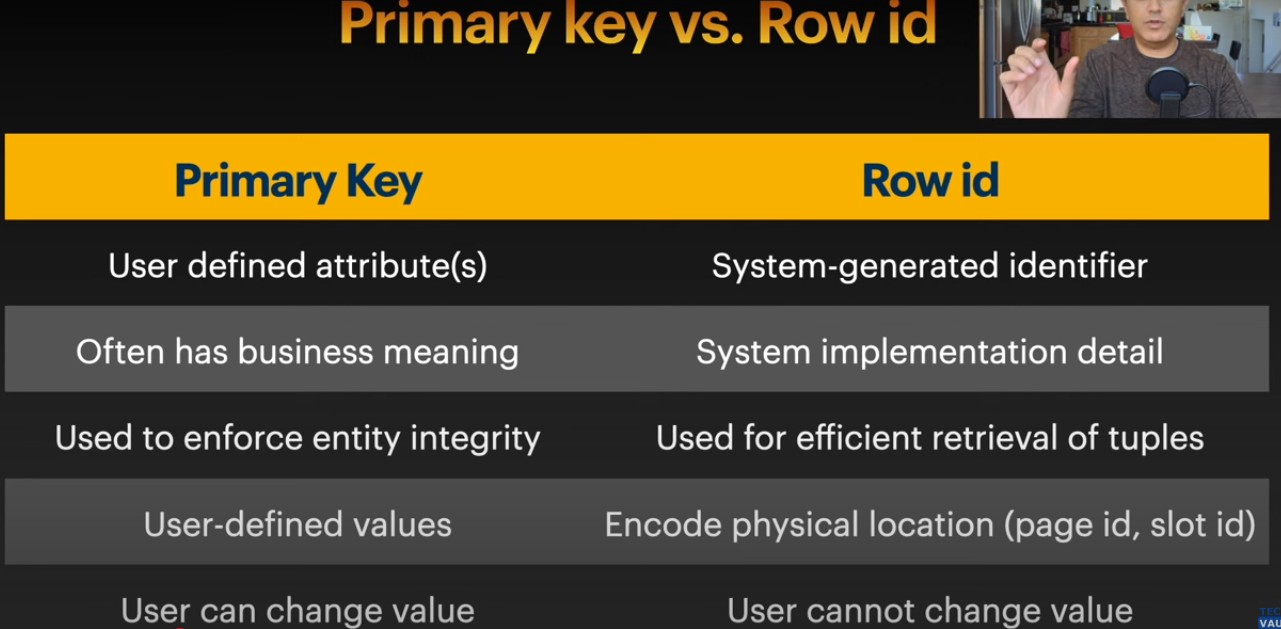 Primary key vs. Row id
Primary Key Row id
User defined attribute(s) System-generated identifier
Often has business meaning System implementation detail
Used to enforce entity integrity Used for efficient retrieval of tuples
User-defined values Encode physical location (page id, slot id)
User can change value User cannot change value
TEC
VAU